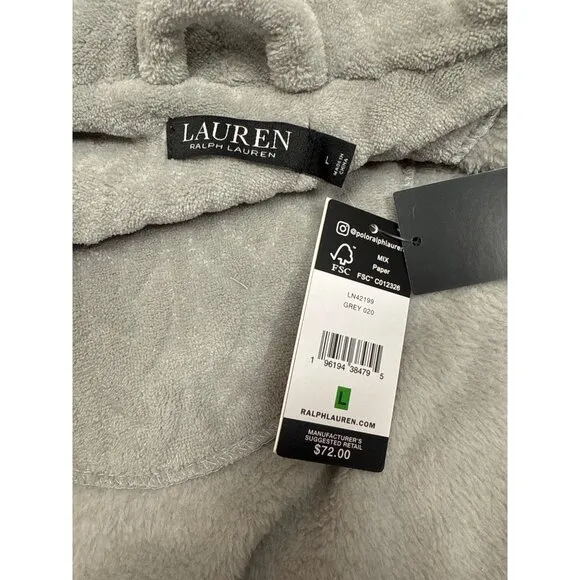 LAUREN
RALPH LAUREN
L
MADE IN
CHINA
@poloralphlauren
FSC
MIX
Paper
FSC™ C012326
LN42199
GREY 020
1 96194 38479 5
L
RALPHLAUREN.COM
MANUFACTURER'S
SUGGESTED RETAIL
$72.00